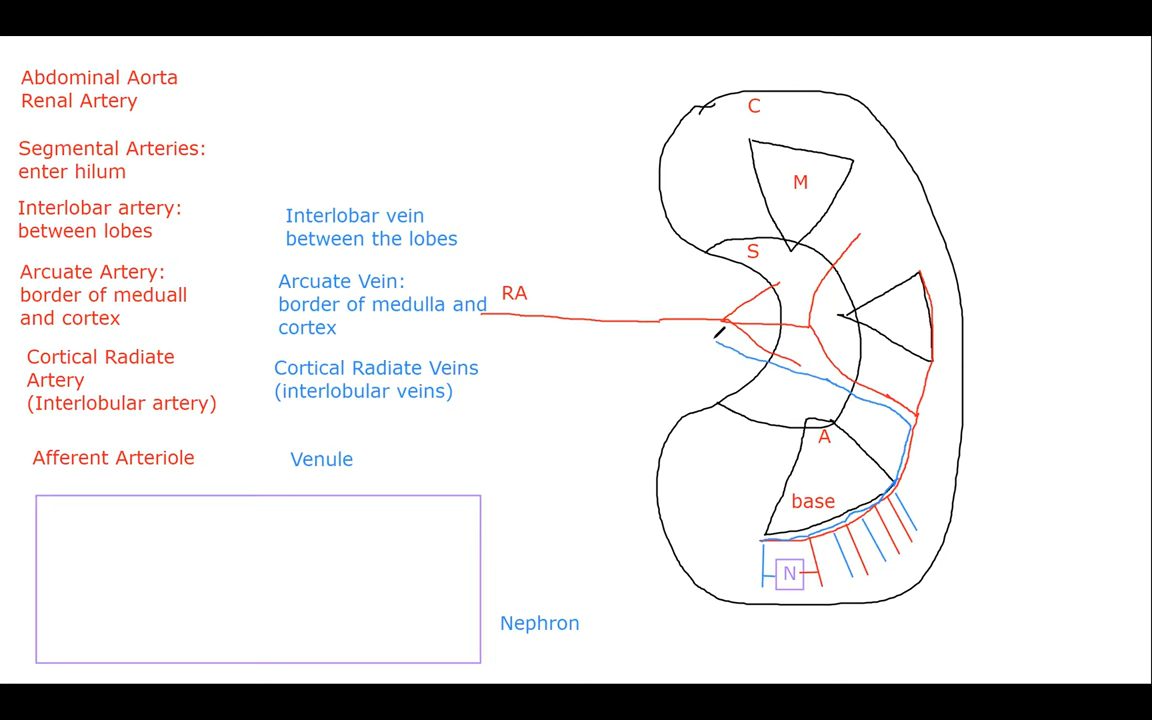 Abdominal Aorta
Renal Artery
Segmental Arteries:
enter hilum
Interlobar artery:
between lobes
Arcuate Artery:
border of meduall
and cortex
Cortical Radiate
Artery
(Interlobular artery)
Afferent Arteriole
Interlobar vein
between the lobes
Arcuate Vein:
border of medulla and
cortex
Cortical Radiate Veins
(interlobular veins)
Venule
Nephron
RA
C
M
S
A
base
N